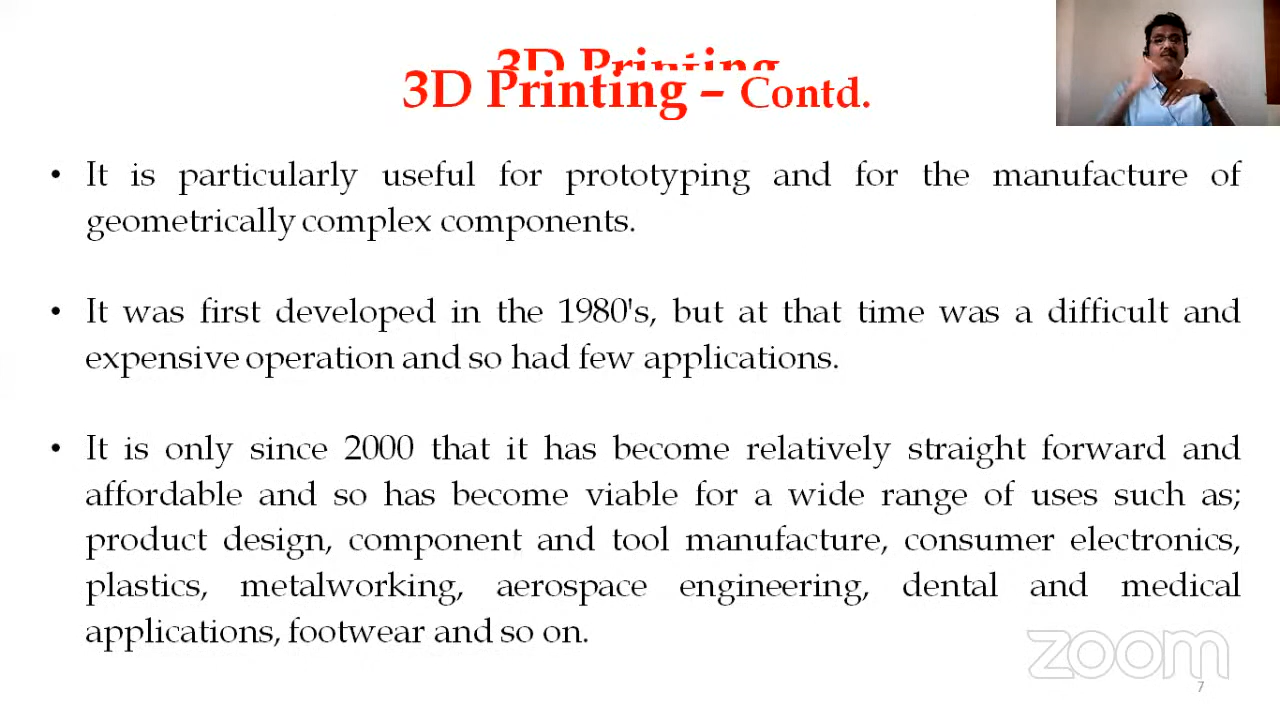 3D Printing
3D Printing – Contd.
• It is particularly useful for prototyping and for the manufacture of
geometrically complex components.
• It was first developed in the 1980's, but at that time was a difficult and
expensive operation and so had few applications.
• It is only since 2000 that it has become relatively straight forward and
affordable and so has become viable for a wide range of uses such as;
product design, component and tool manufacture, consumer electronics,
plastics, metalworking, aerospace engineering, dental and medical
applications, footwear and so on.
zoom
7